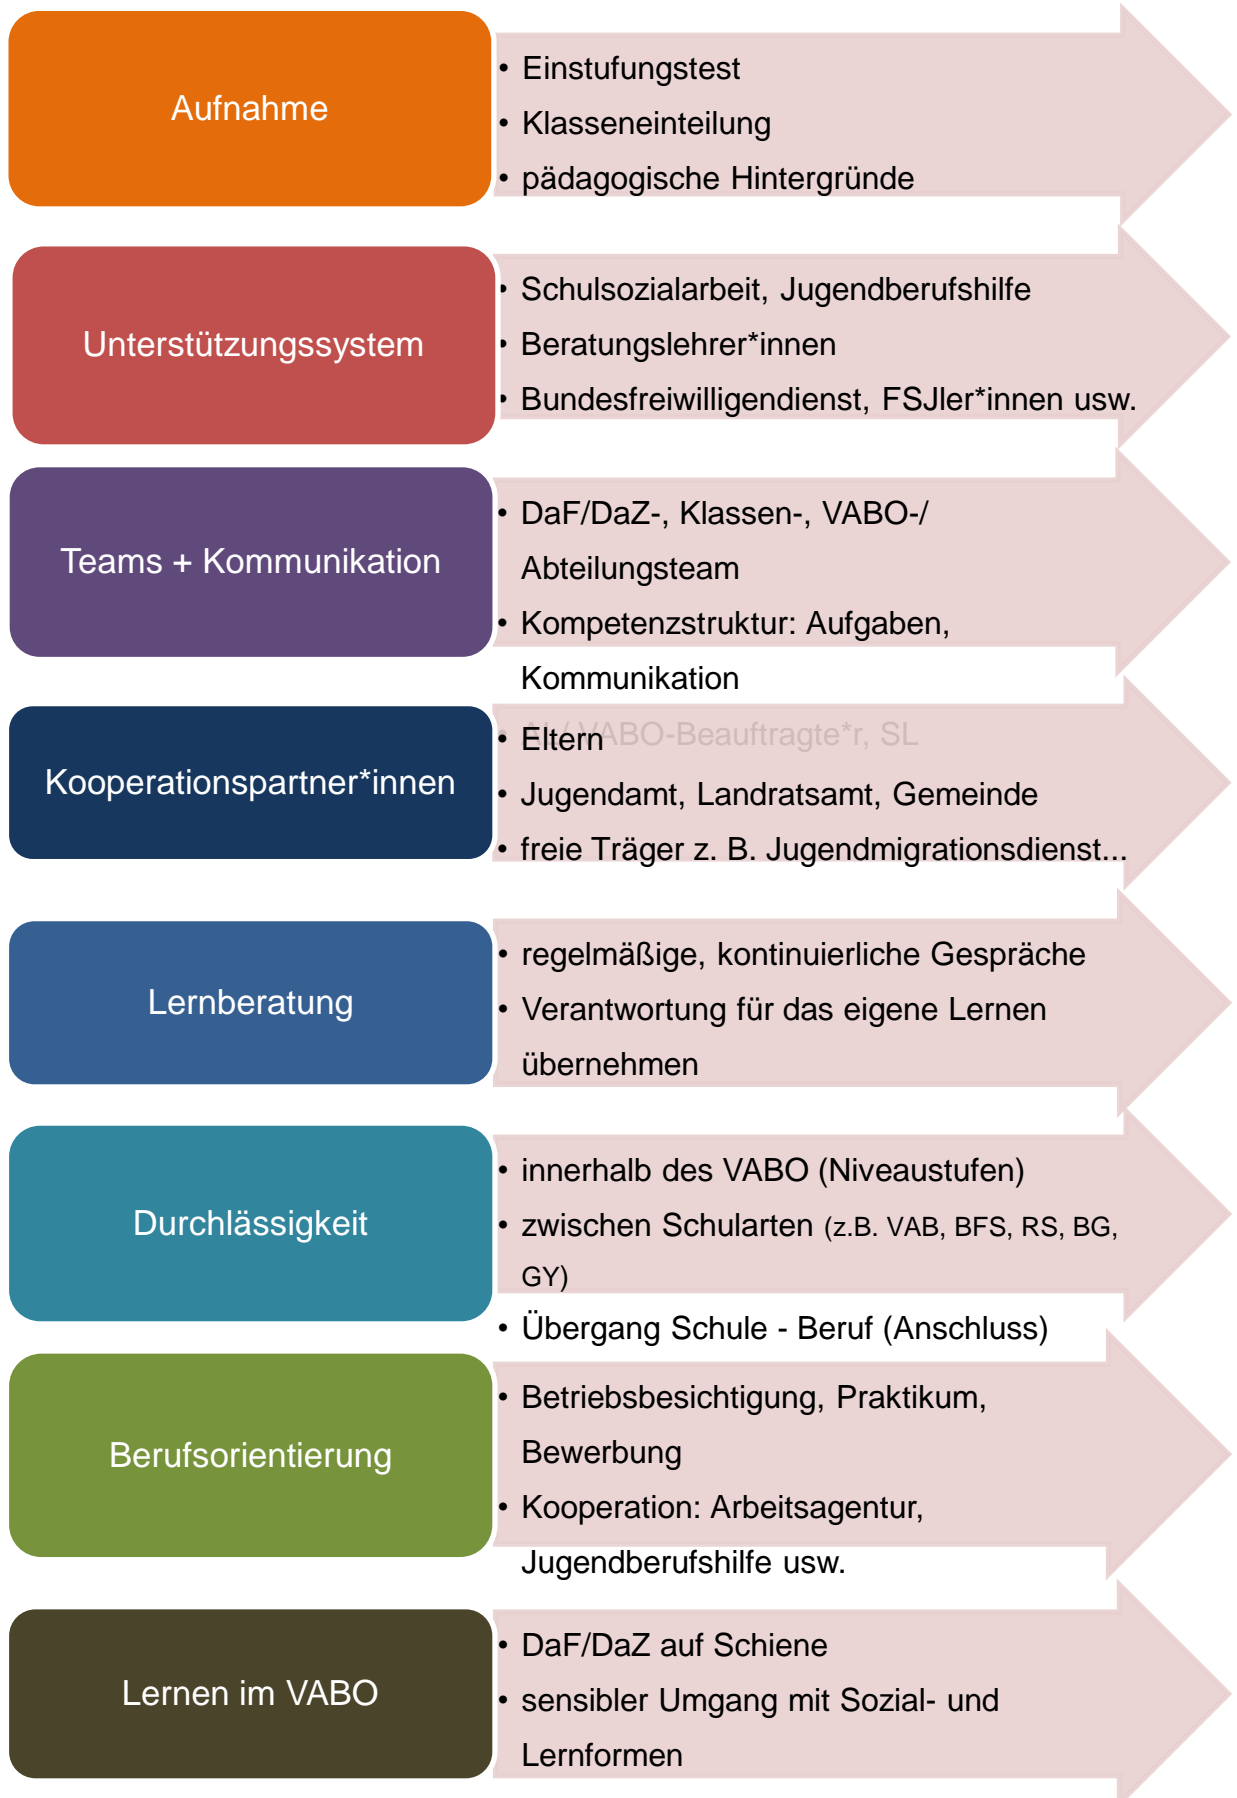 Aufnahme
• Einstufungstest
• Klasseneinteilung
• pädagogische Hintergründe
Unterstützungssystem
• Schulsozialarbeit, Jugendberufshilfe
• Beratungslehrer*innen
• Bundesfreiwilligendienst, FSJler*innen usw.
Teams + Kommunikation
• DaF/DaZ-, Klassen-, VABO-/
Abteilungsteam
• Kompetenzstruktur: Aufgaben,
Kommunikation
• AL/ VABO-Beauftragte*r, SL
Kooperationspartner*innen
• Eltern
• Jugendamt, Landratsamt, Gemeinde
• freie Träger z. B. Jugendmigrationsdienst...
Lernberatung
• regelmäßige, kontinuierliche Gespräche
• Verantwortung für das eigene Lernen
übernehmen
Durchlässigkeit
• innerhalb des VABO (Niveaustufen)
• zwischen Schularten (z.B. VAB, BFS, RS, BG,
GY)
• Übergang Schule - Beruf (Anschluss)
Berufsorientierung
• Betriebsbesichtigung, Praktikum,
Bewerbung
• Kooperation: Arbeitsagentur,
Jugendberufshilfe usw.
Lernen im VABO
• DaF/DaZ auf Schiene
• sensibler Umgang mit Sozial- und
Lernformen